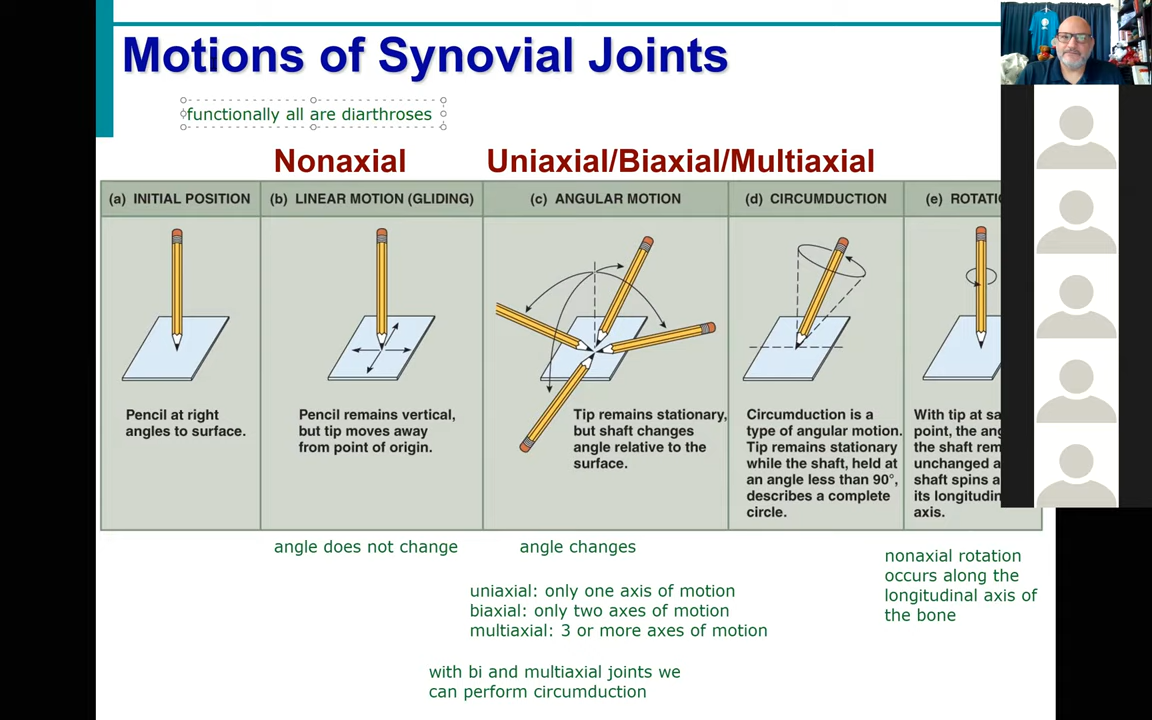 Motions of Synovial Joints
functionally all are diarthroses
Nonaxial
Uniaxial/Biaxial/Multiaxial
(a) INITIAL POSITION
(b) LINEAR MOTION (GLIDING)
(c) ANGULAR MOTION
(d) CIRCUMDUCTION
(e)
Pencil at right
angles to surface.
Pencil remains vertical,
but tip moves away
from point of origin.
Tip remains stationary,
but shaft changes
angle relative to the
surface.
Circumduction is a
type of angular motion.
Tip remains stationary
while the shaft, held at
an angle less than 90°,
describes a complete
circle.
With tip at
point, the
the shaft
unchanged
shaft spins
its
axis.
angle does not change
angle changes
uniaxial: only one axis of motion
biaxial: only two axes of motion
multiaxial: 3 or more axes of motion
with bi and multiaxial joints we
can perform circumduction
nonaxial rotation
occurs along the
longitudinal axis of
the bone